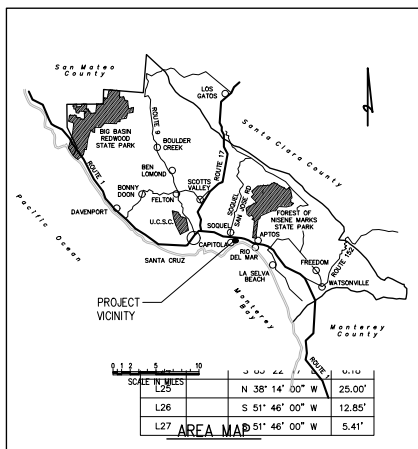 San Mateo
County
LOS
GATOS
BIG BASIN
REDWOOD
STATE PARK
ROUTE 9
BOULDER
CREEK
ROUTE 17
Santa Clara County
BEN
LOMOND
ROUTE 1
BONNY
DOON
FELTON
SCOTTS
VALLEY
DAVENPORT
U.C.S.C.
SOQUEL
SAN JOSE RD
FOREST OF
NISENE MARKS
STATE PARK
Pacific Ocean
SOQUEL
APTOS
CAPITOLA
SANTA CRUZ
RIO
DEL MAR
FREEDOM
ROUTE 152
LA SELVA
BEACH
WATSONVILLE
PROJECT
VICINITY
Monterey
Bay
Monterey
County
ROUTE 1
0 1 2 3 4 5 10
SCALE IN MILES
L25 N 38° 14' 00" W 25.00'
L26 S 51° 46' 00" W 12.85'
L27 51° 46' 00" W 5.41'
AREA MAP